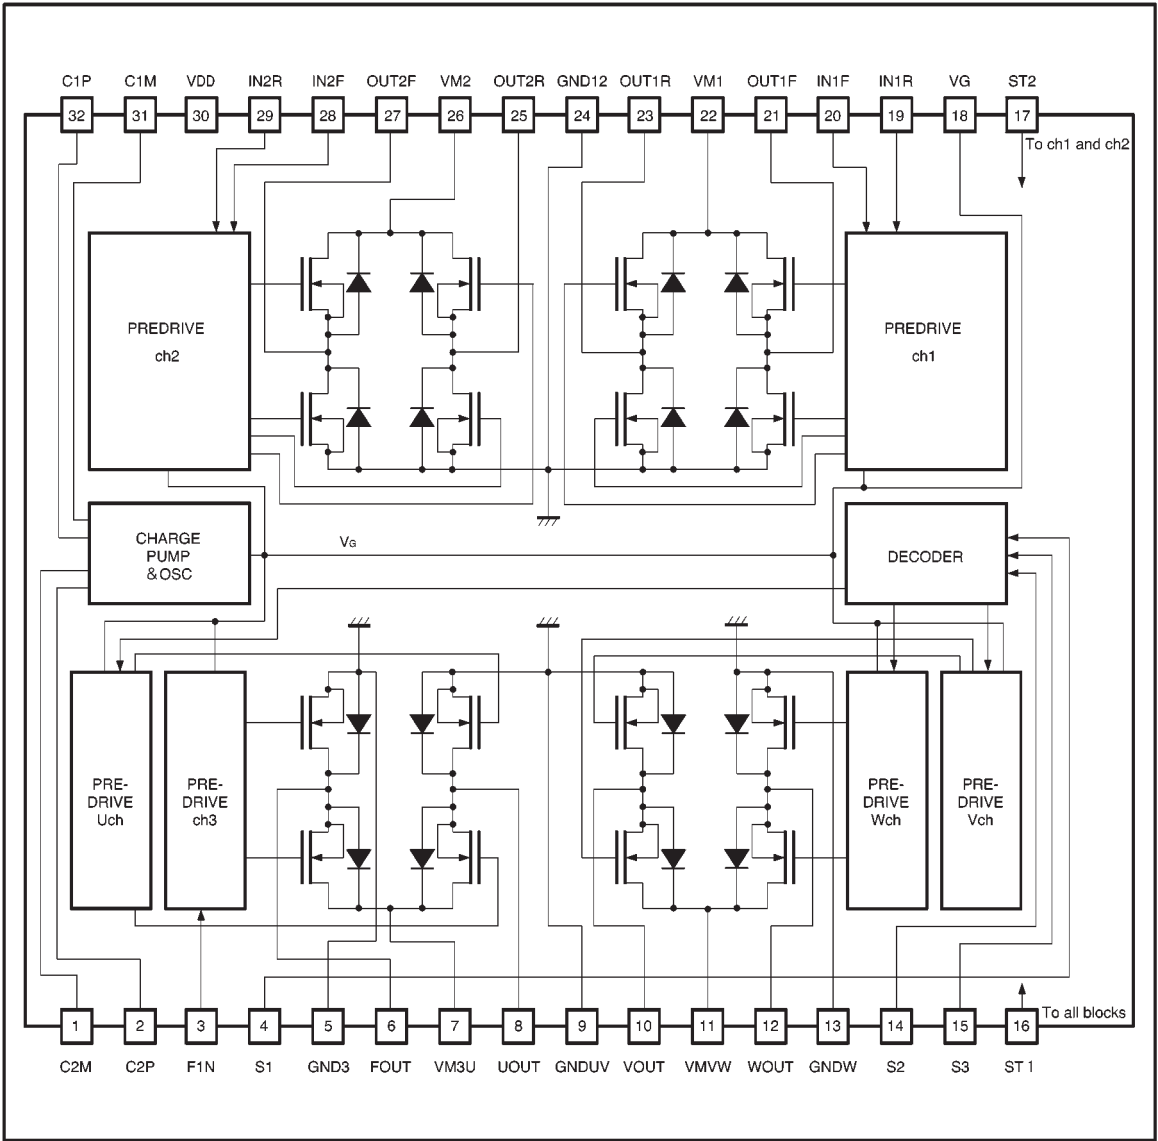 C1P C1M VDD IN2R IN2F OUT2F VM2 OUT2R GND12 OUT1R VM1 OUT1F IN1F IN1R VG ST2
32 31 30 29 28 27 26 25 24 23 22 21 20 19 18 17
To ch1 and ch2
PREDRIVE
ch2
PREDRIVE
ch1
CHARGE
PUMP
& OSC
VG
DECODER
PRE-
DRIVE
Uch
PRE-
DRIVE
ch3
PRE-
DRIVE
Wch
PRE-
DRIVE
Vch
To all blocks
1 2 3 4 5 6 7 8 9 10 11 12 13 14 15 16
C2M C2P F1N S1 GND3 FOUT VM3U UOUT GNDUV VOUT VMVW WOUT GNDW S2 S3 ST1